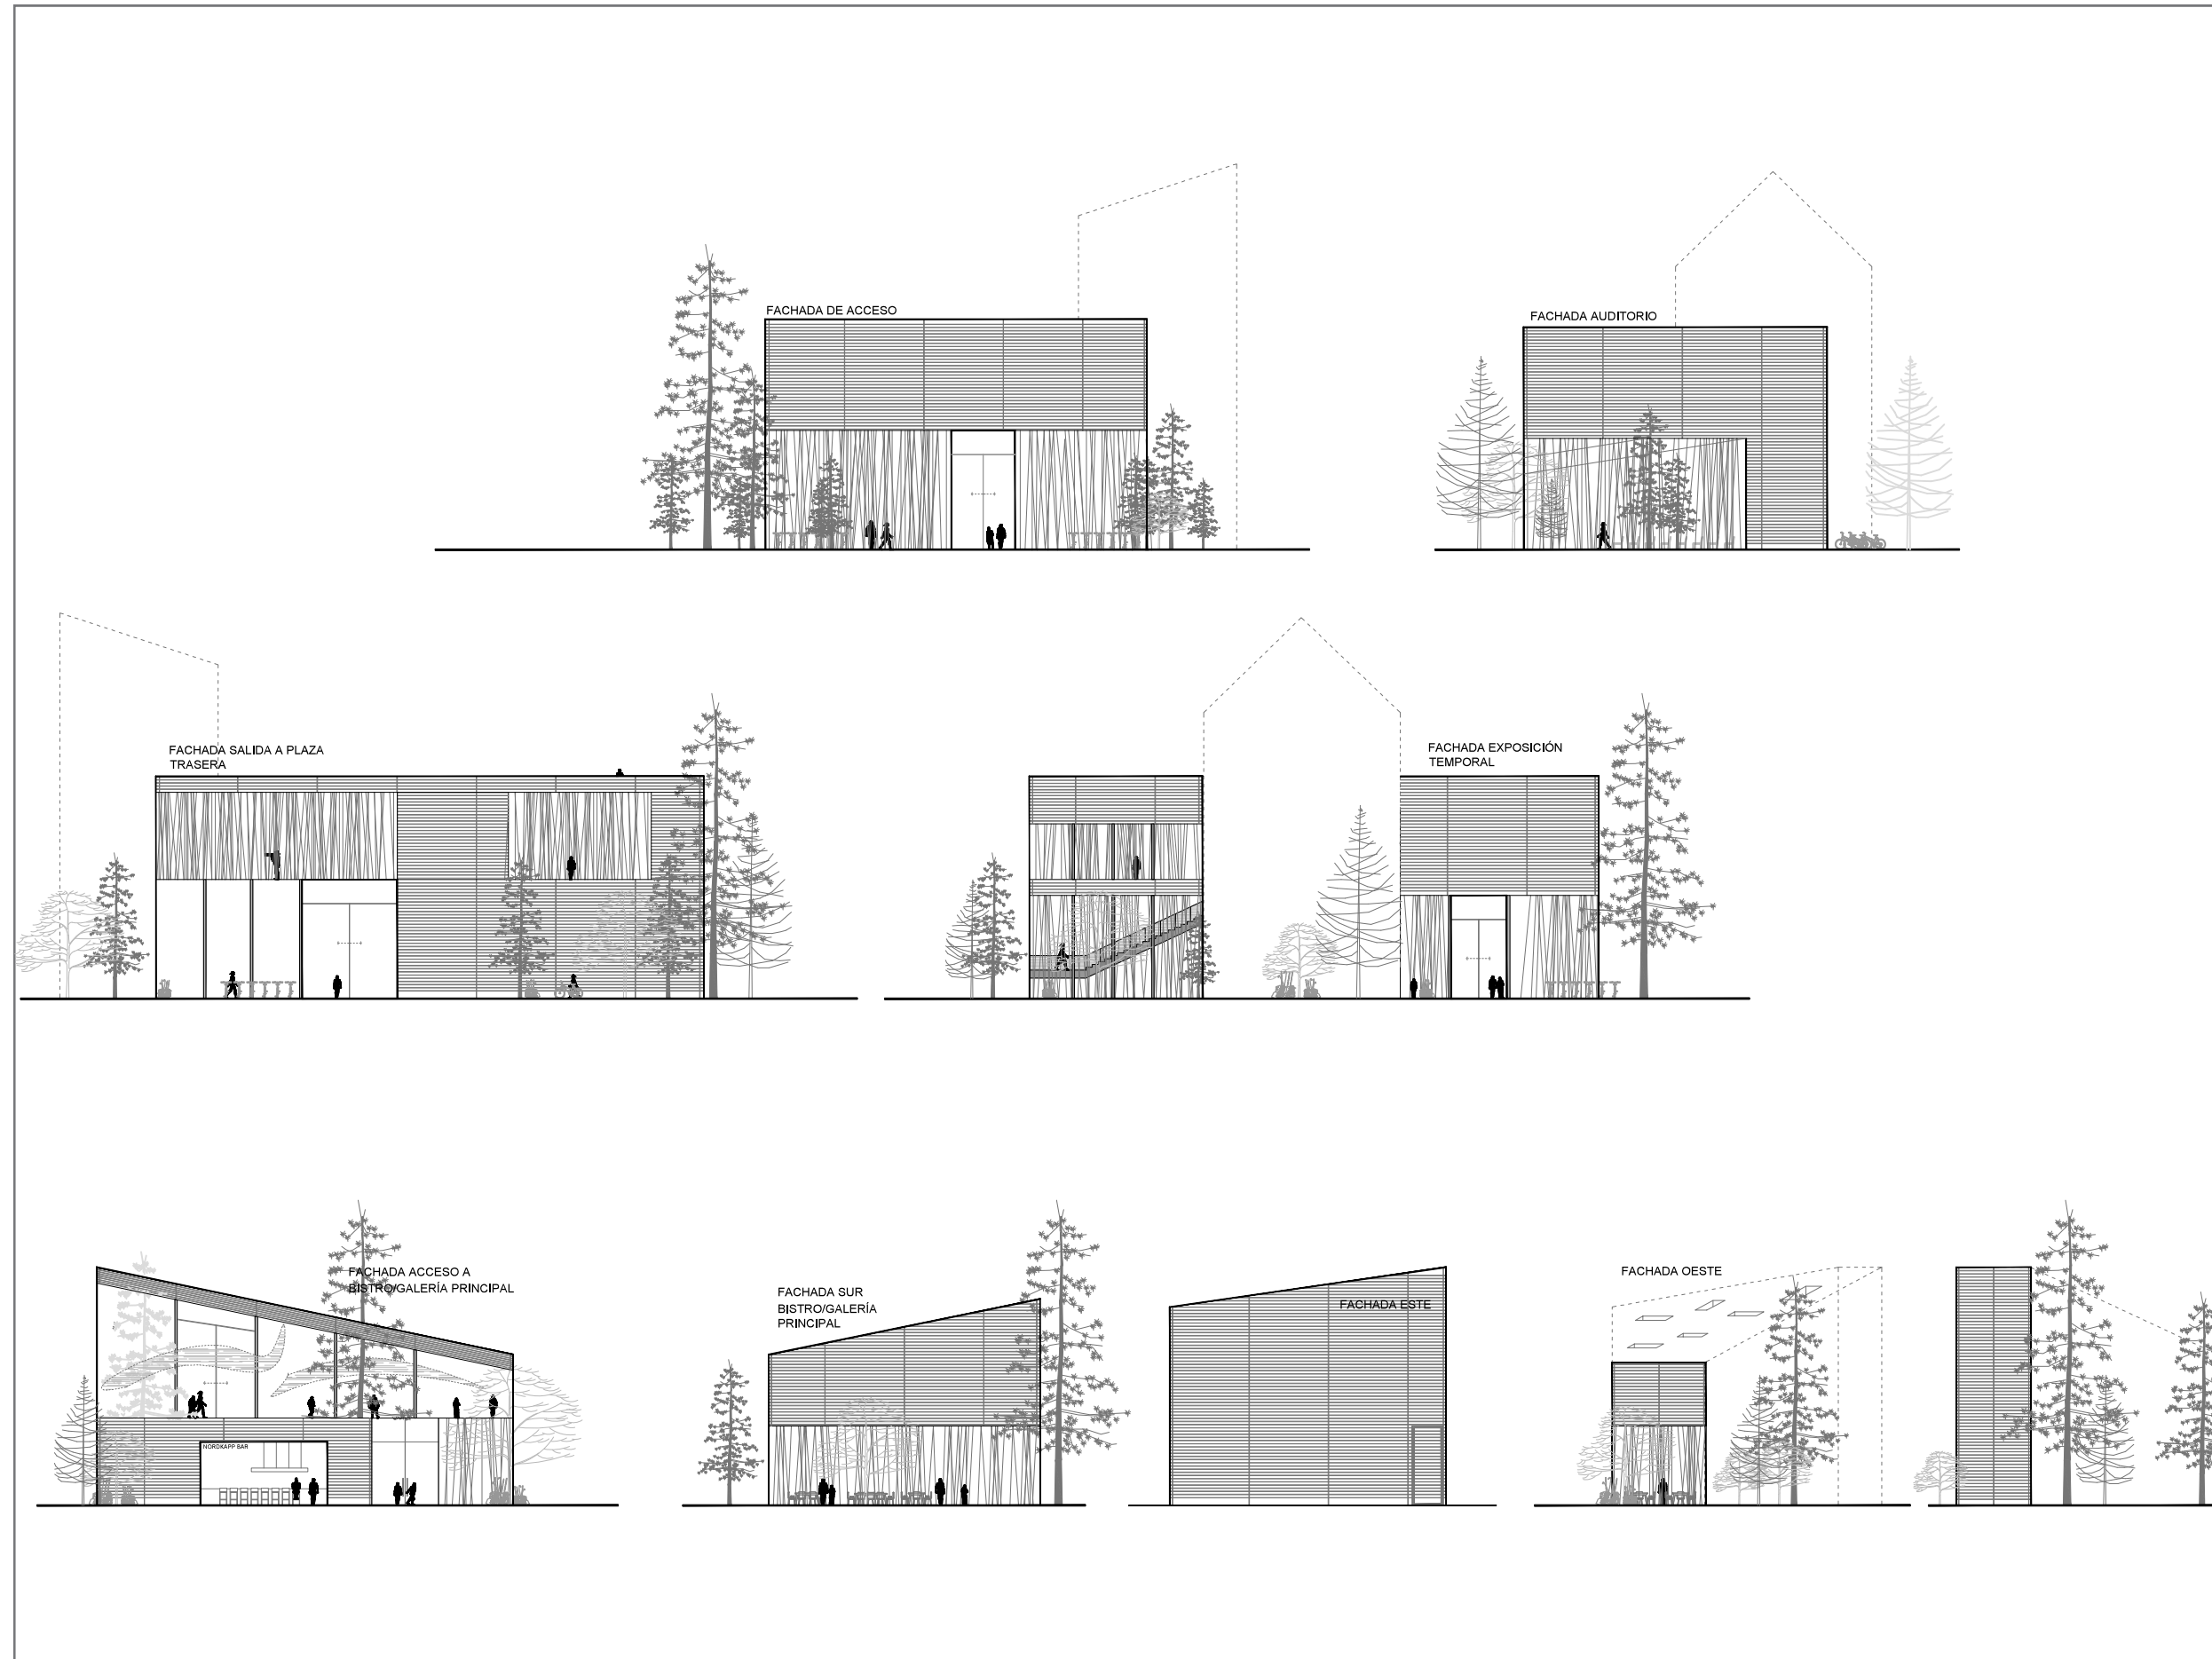 FACHADA DE ACCESO
FACHADA AUDITORIO
FACHADA SALIDA A PLAZA
TRASERA
FACHADA EXPOSICIÓN
TEMPORAL
FACHADA ACCESO A
BISTRO/GALERÍA PRINCIPAL
FACHADA SUR
BISTRO/GALERÍA
PRINCIPAL
FACHADA ESTE
FACHADA OESTE
NORDKAPP BAR